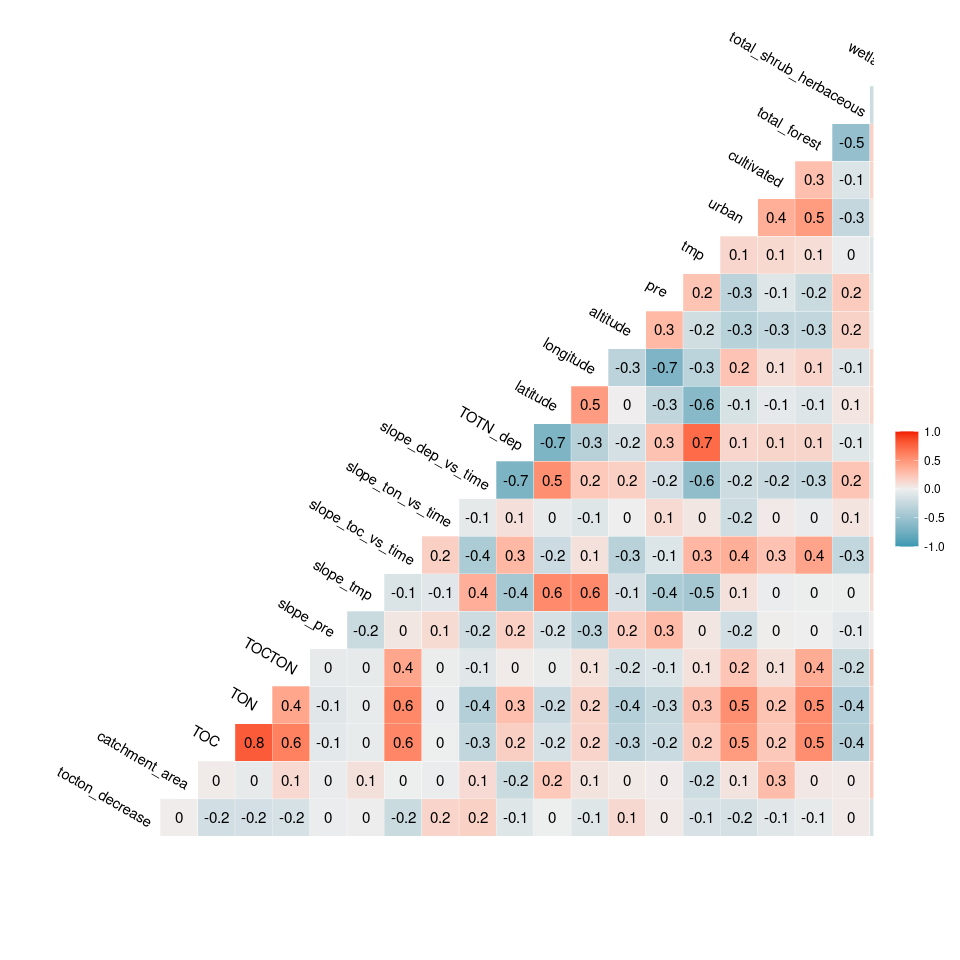 wetla
total_shrub_herbaceous
total_forest -0.5
cultivated 0.3 -0.1
urban 0.4 0.5 -0.3
tmp 0.1 0.1 0.1 0
pre 0.2 -0.3 -0.1 -0.2 0.2
altitude 0.3 -0.2 -0.3 -0.3 -0.3 0.2
longitude -0.3 -0.7 -0.3 0.2 0.1 0.1 -0.1
latitude 0.5 0 -0.3 -0.6 -0.1 -0.1 -0.1 0.1
TOTN_dep -0.7 -0.3 -0.2 0.3 0.7 0.1 0.1 0.1 -0.1
slope_dep_vs_time -0.7 0.5 0.2 0.2 -0.2 -0.6 -0.2 -0.2 -0.3 0.2
slope_ton_vs_time -0.1 0.1 0 -0.1 0 0.1 0 -0.2 0 0 0.1
slope_toc_vs_time 0.2 -0.4 0.3 -0.2 0.1 -0.3 -0.1 0.3 0.4 0.3 0.4 -0.3
slope_tmp -0.1 -0.1 0.4 -0.4 0.6 0.6 -0.1 -0.4 -0.5 0.1 0 0 0
slope_pre -0.2 0 0.1 -0.2 0.2 -0.2 -0.3 0.2 0.3 0 -0.2 0 0 -0.1
TOCTON 0 0 0.4 0 -0.1 0 0 0.1 -0.2 -0.1 0.1 0.2 0.1 0.4 -0.2
TON 0.4 -0.1 0 0.6 0 -0.4 0.3 -0.2 0.2 -0.4 -0.3 0.3 0.5 0.2 0.5 -0.4
TOC 0.8 0.6 -0.1 0 0.6 0 -0.3 0.2 -0.2 0.2 -0.3 -0.2 0.2 0.5 0.2 0.5 -0.4
catchment_area 0 0 0.1 0 0.1 0 0 0.1 -0.2 0.2 0.1 0 0 -0.2 0.1 0.3 0 0
tocton_decrease 0 -0.2 -0.2 -0.2 0 0 -0.2 0.2 0.2 -0.1 0 -0.1 0.1 0 -0.1 -0.2 -0.1 -0.1 0
1.0
0.5
0.0
-0.5
-1.0